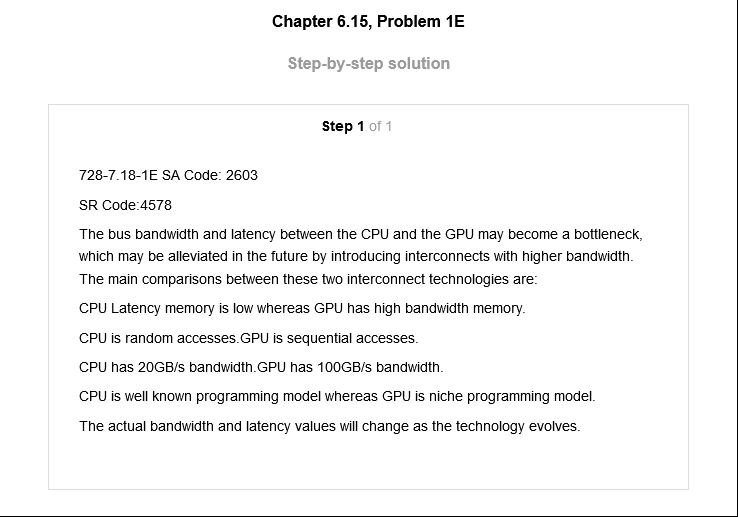 Chapter 6.15, Problem 1E
Step-by-step solution
Step 1 of 1
728-7.18-1E SA Code: 2603
SR Code:4578
The bus bandwidth and latency between the CPU and the GPU may become a bottleneck,
which may be alleviated in the future by introducing interconnects with higher bandwidth.
The main comparisons between these two interconnect technologies are:
CPU Latency memory is low whereas GPU has high bandwidth memory.
CPU is random accesses.GPU is sequential accesses.
CPU has 20GB/s bandwidth.GPU has 100GB/s bandwidth.
CPU is well known programming model whereas GPU is niche programming model.
The actual bandwidth and latency values will change as the technology evolves.